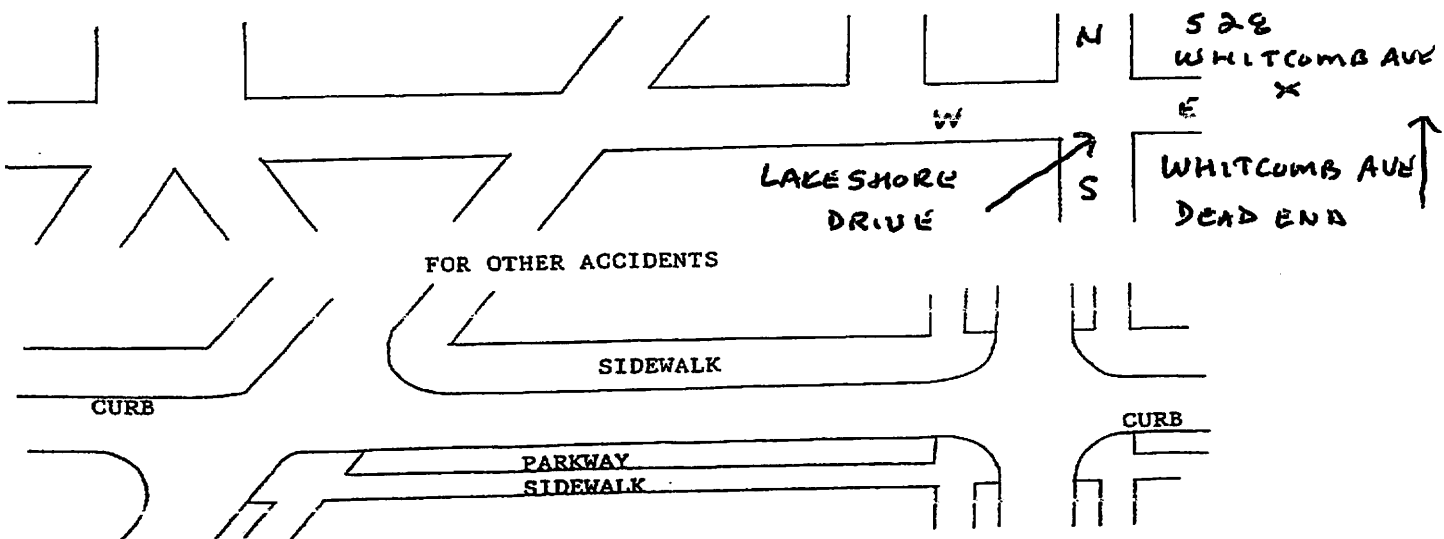 N
528
WHITCOMB AVE
X
W
E
LAKESHORE
DRIVE
S
WHITCOMB AVE
DEAD END
FOR OTHER ACCIDENTS
SIDEWALK
CURB
CURB
PARKWAY
SIDEWALK